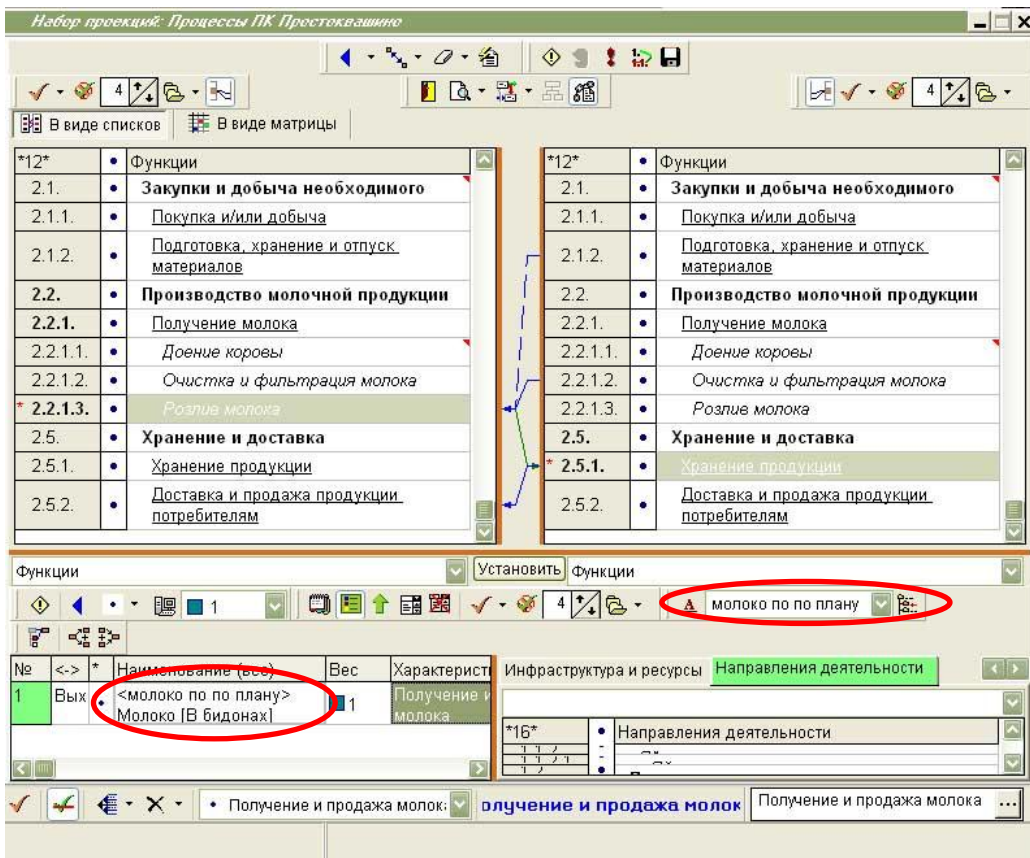 Набор проекций: Процессы ПК Простоквашино
4
4
В виде списков
В виде матрицы
*12*
Функции
2.1.
Закупки и добыча необходимого
2.1.1.
Покупка и/или добыча
2.1.2.
Подготовка, хранение и отпуск
материалов
2.2.
Производство молочной продукции
2.2.1.
Получение молока
2.2.1.1.
Доение коровы
2.2.1.2.
Очистка и фильтрация молока
* 2.2.1.3.
Розлив молока
2.5.
Хранение и доставка
2.5.1.
Хранение продукции
2.5.2.
Доставка и продажа продукции
потребителям
*12*
Функции
2.1.
Закупки и добыча необходимого
2.1.1.
Покупка и/или добыча
2.1.2.
Подготовка, хранение и отпуск
материалов
2.2.
Производство молочной продукции
2.2.1.
Получение молока
2.2.1.1.
Доение коровы
2.2.1.2.
Очистка и фильтрация молока
2.2.1.3.
Розлив молока
2.5.
Хранение и доставка
* 2.5.1.
Хранение продукции
2.5.2.
Доставка и продажа продукции
потребителям
Функции
Установить
Функции
1
4
А
молоко по по плану
№
<->
*
Наименование (все)
Вес
Характеристи
1
Вых
<молоко по по плану>
Молоко [В бидонах]
1
Получение и
молока
Инфраструктура и ресурсы
Направления деятельности
*16*
Направления деятельности
Получение и продажа молок
олучение и продажа молок
Получение и продажа молока
...